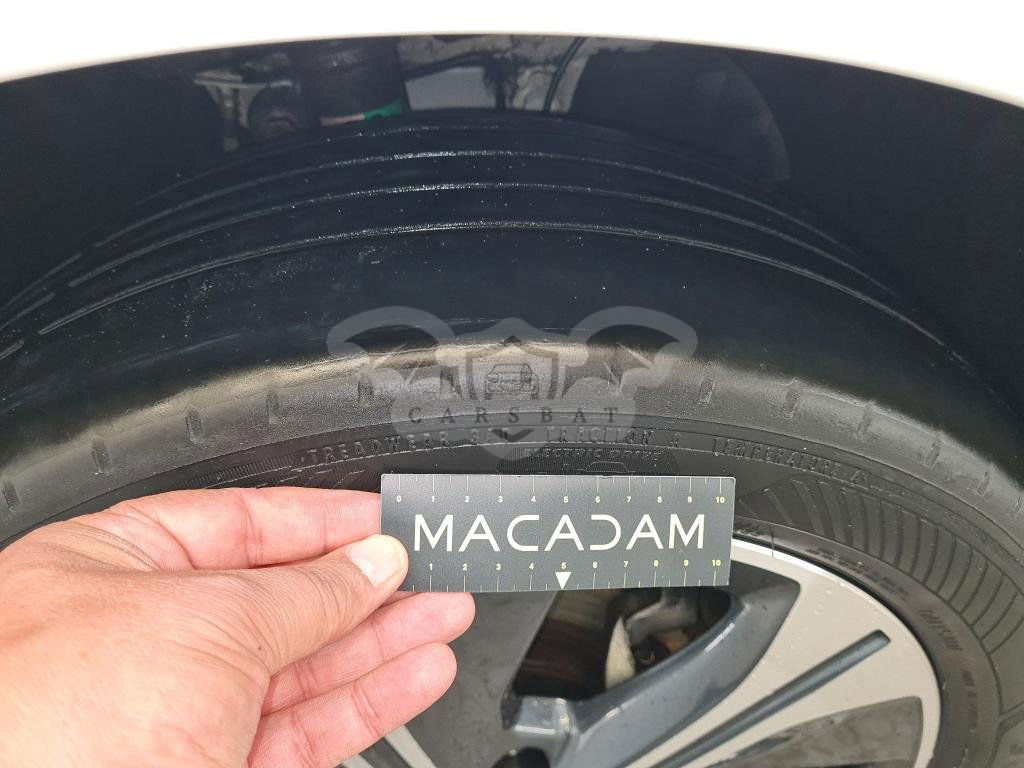 CARSBAT
TREADWEAR TRACTION A TEMPERATURE A
ELECTRIC DRIVE
0 1 2 3 4 5 6 7 8 9 10
MACADAM
1 2 3 4 5 6 7 8 9 10